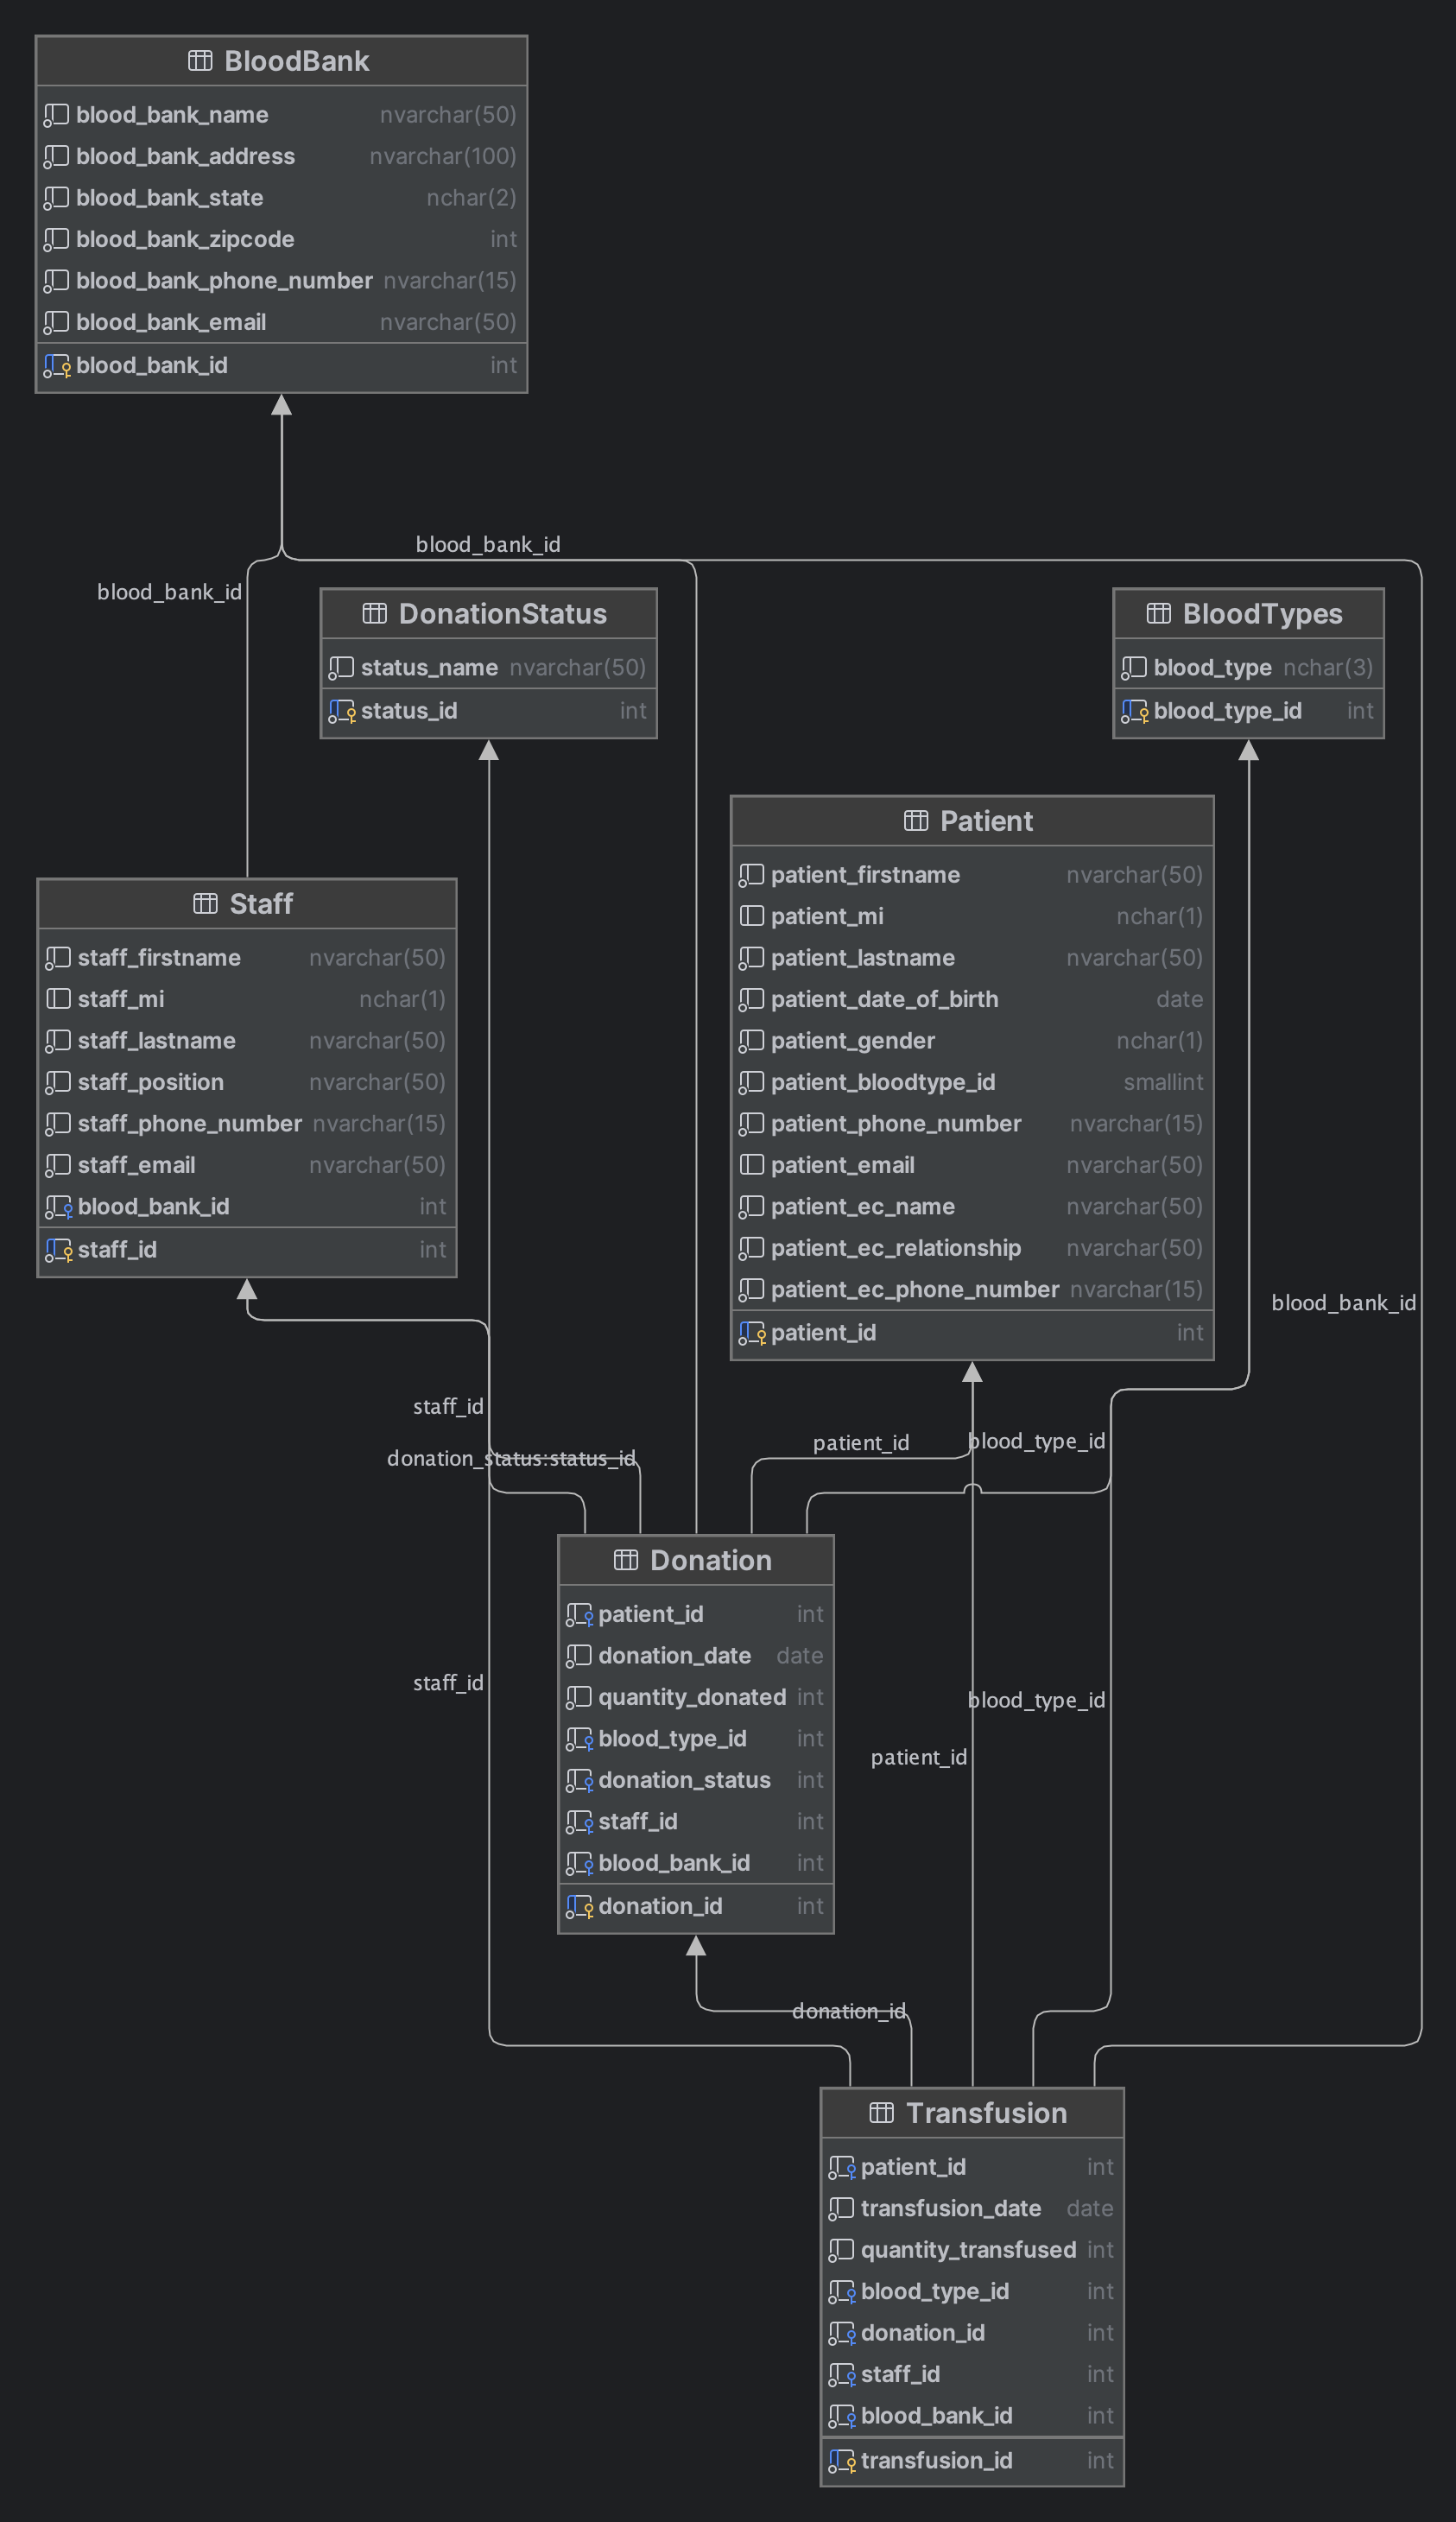 BloodBank
blood_bank_name nvarchar(50)
blood_bank_address nvarchar(100)
blood_bank_state nchar(2)
blood_bank_zipcode int
blood_bank_phone_number nvarchar(15)
blood_bank_email nvarchar(50)
blood_bank_id int
blood_bank_id
blood_bank_id
DonationStatus
status_name nvarchar(50)
status_id int
BloodTypes
blood_type nchar(3)
blood_type_id int
Patient
patient_firstname nvarchar(50)
patient_mi nchar(1)
patient_lastname nvarchar(50)
patient_date_of_birth date
patient_gender nchar(1)
patient_bloodtype_id smallint
patient_phone_number nvarchar(15)
patient_email nvarchar(50)
patient_ec_name nvarchar(50)
patient_ec_relationship nvarchar(50)
patient_ec_phone_number nvarchar(15)
patient_id int
Staff
staff_firstname nvarchar(50)
staff_mi nchar(1)
staff_lastname nvarchar(50)
staff_position nvarchar(50)
staff_phone_number nvarchar(15)
staff_email nvarchar(50)
blood_bank_id int
staff_id int
blood_bank_id
staff_id
patient_id
blood_type_id
donation_status:status_id
Donation
patient_id int
donation_date date
quantity_donated int
blood_type_id int
donation_status int
staff_id int
blood_bank_id int
donation_id int
staff_id
blood_type_id
patient_id
donation_id
Transfusion
patient_id int
transfusion_date date
quantity_transfused int
blood_type_id int
donation_id int
staff_id int
blood_bank_id int
transfusion_id int